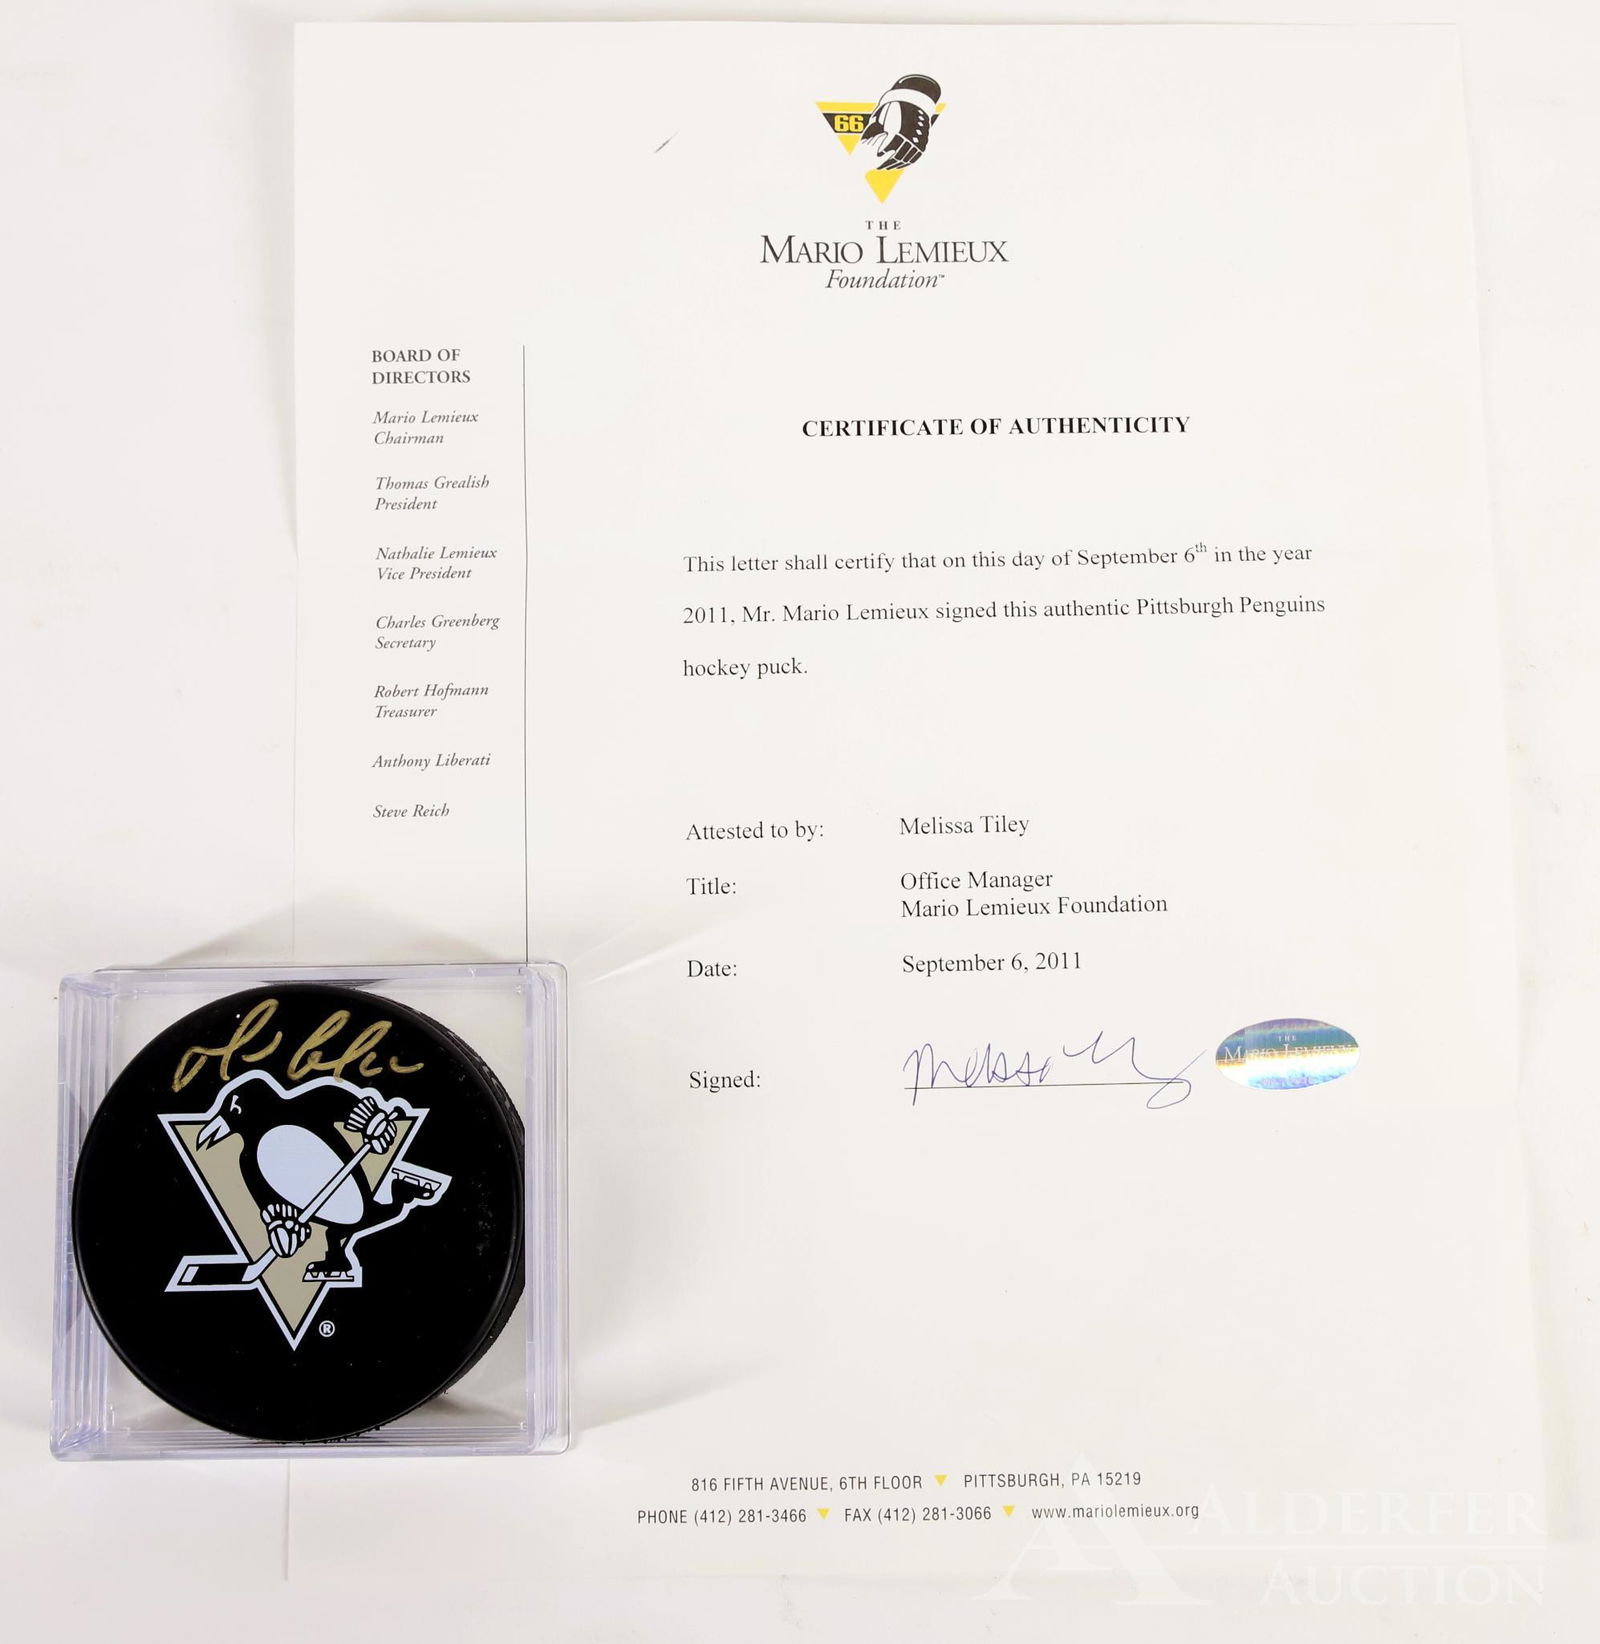 66
THE
MARIO LEMIEUX
Foundation™
BOARD OF
DIRECTORS
Mario Lemieux
Chairman
Thomas Grealish
President
Nathalie Lemieux
Vice President
Charles Greenberg
Secretary
Robert Hofmann
Treasurer
Anthony Liberati
Steve Reich
CERTIFICATE OF AUTHENTICITY
This letter shall certify that on this day of September 6th in the year
2011, Mr. Mario Lemieux signed this authentic Pittsburgh Penguins
hockey puck.
Attested to by: Melissa Tiley
Title: Office Manager
Mario Lemieux Foundation
Date: September 6, 2011
Signed:
THE
MARIO LEMIEUX
®
816 FIFTH AVENUE, 6TH FLOOR PITTSBURGH, PA 15219
PHONE (412) 281-3466 FAX (412) 281-3066 www.mariolemieux.org
ALDERFER
AUCTION